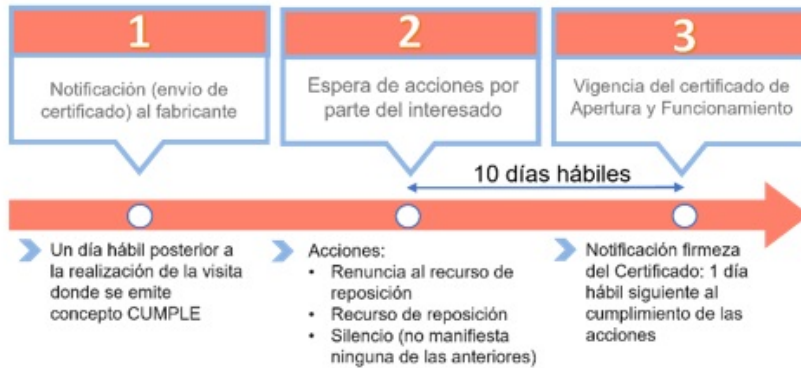 1
Notificación (envio de
certificado) al fabricante
2
Espera de acciones por
parte del interesado
3
Vigencia del certificado de
Apertura y Funcionamiento
10 días hábiles
Un día hábil posterior a
la realización de la visita
donde se emite
concepto CUMPLE
Acciones:
• Renuncia al recurso de
reposición
• Recurso de reposición
• Silencio (no manifiesta
ninguna de las anteriores)
Notificación firmeza
del Certificado: 1 día
hábil siguiente al
cumplimiento de las
acciones